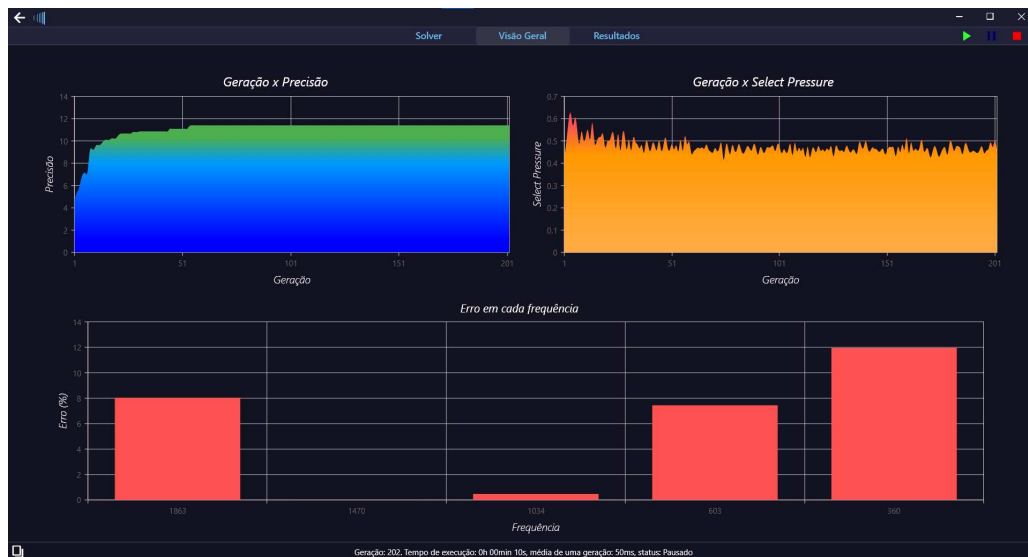 Solver Visão Geral Resultados
Geração x Precisão
14
12
10
8
6
4
2
0
Precisão
1 51 101 151 201
Geração
Geração x Select Pressure
0.7
0.6
0.5
0.4
0.3
0.2
0.1
0
Select Pressure
1 51 101 151 201
Geração
Erro em cada frequência
14
12
10
8
6
4
2
0
Erro (%)
1863 1470 1034 603 360
Frequência
Geração: 202. Tempo de execução: 0h 00min 10s, média de uma geração: 50ms, status: Pausado